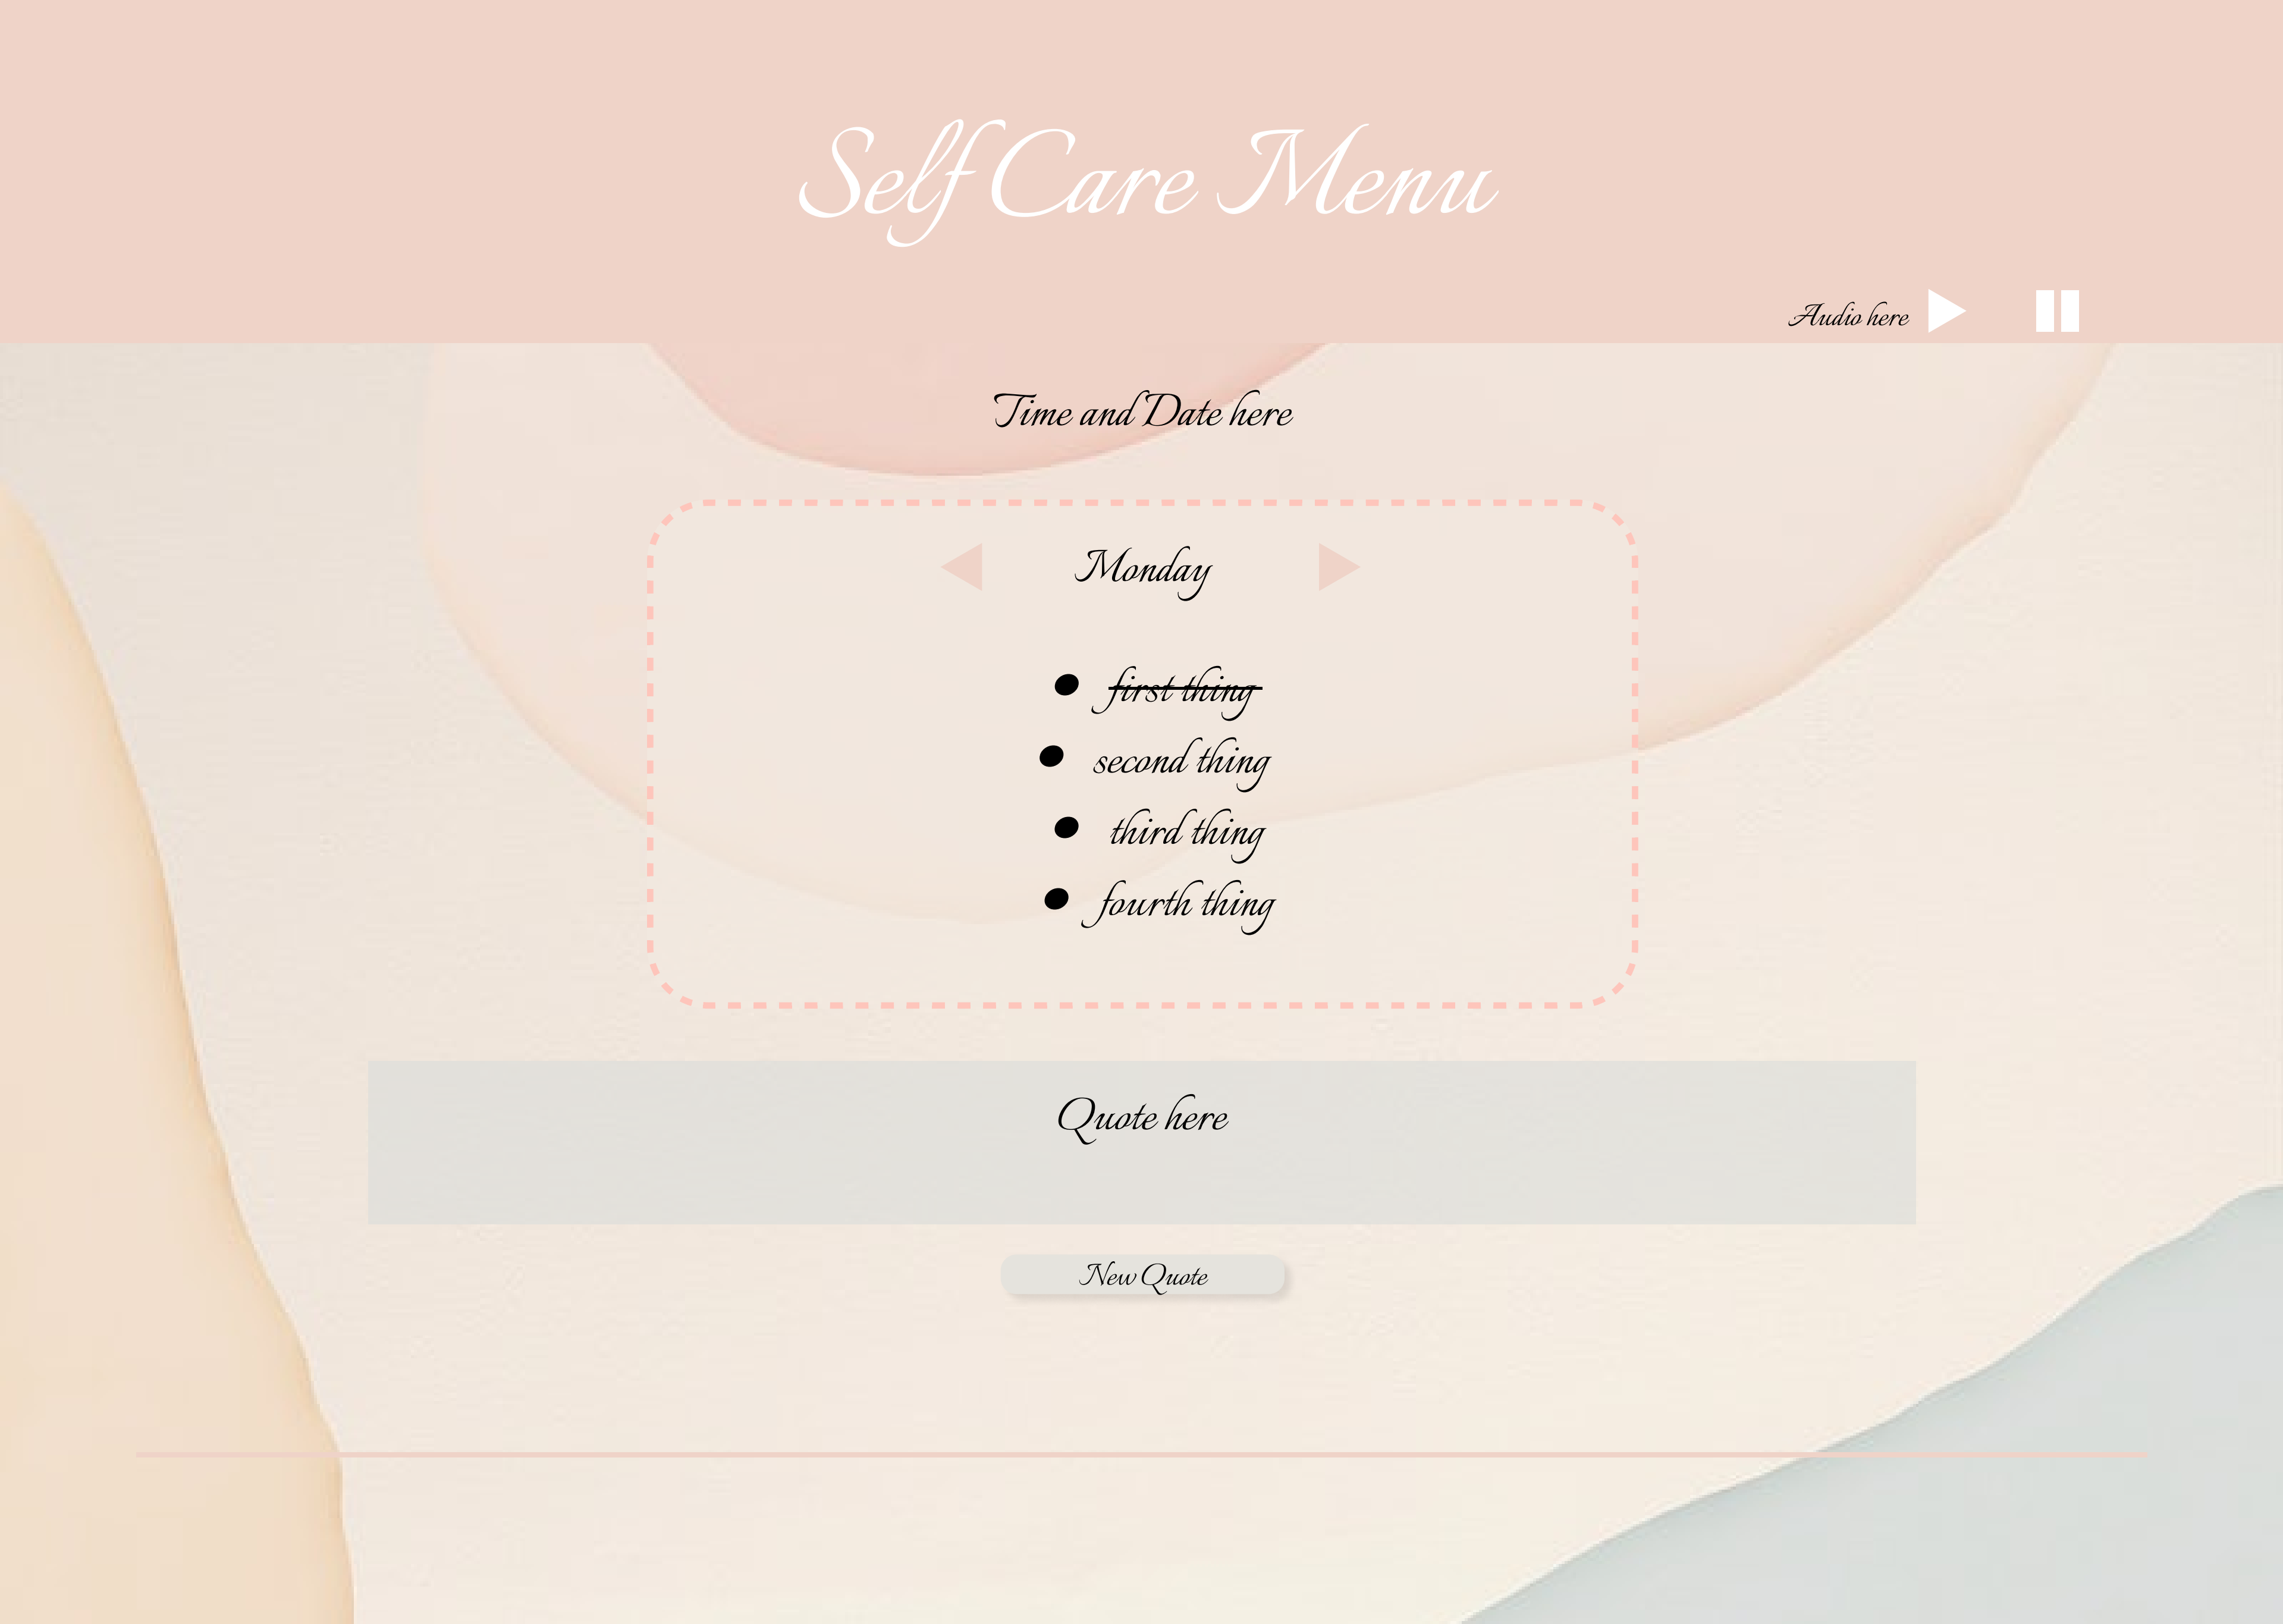 Self Care Menu
Audio here
Time and Date here
Monday
first thing
second thing
third thing
fourth thing
Quote here
New Quote